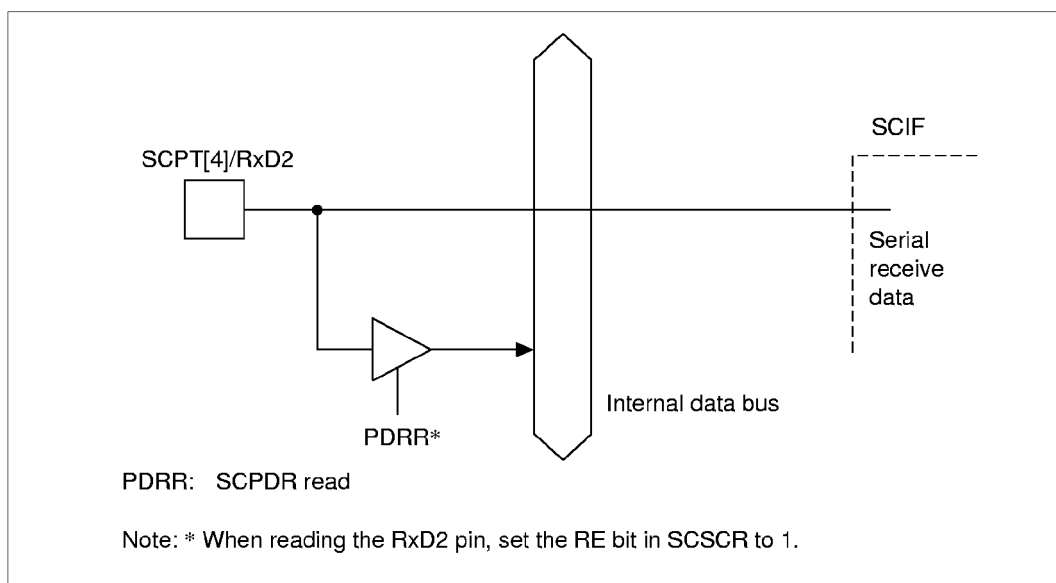 SCIF
SCPT[4]/RxD2
Serial
receive
data
Internal data bus
PDRR*
PDRR: SCPDR read
Note: * When reading the RxD2 pin, set the RE bit in SCSCR to 1.